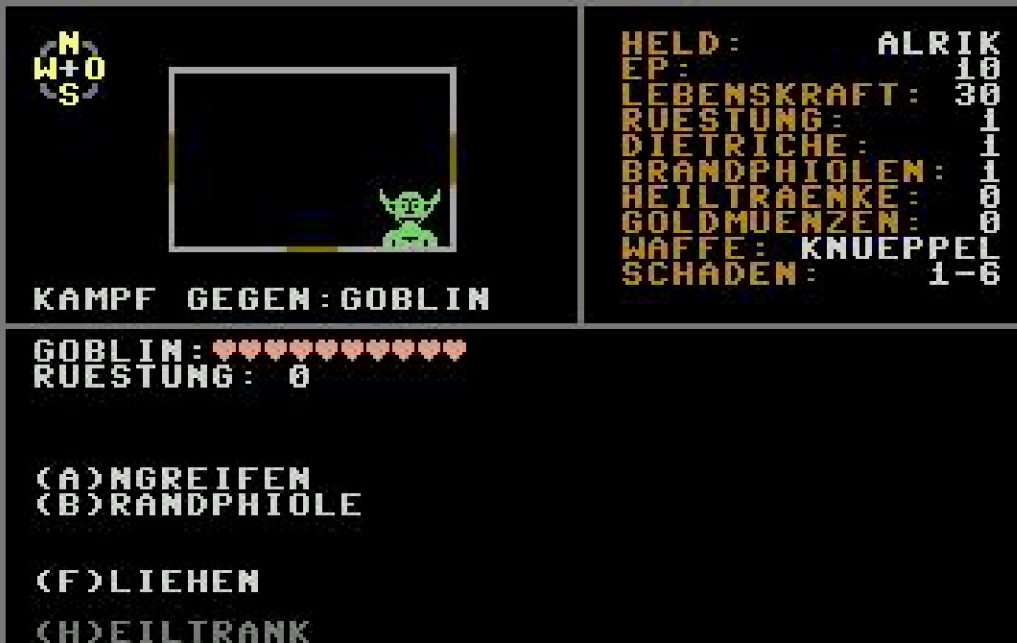 N
W+O
S
KAMPF GEGEN:GOBLIN
HELD: ALRIK
EP: 10
LEBENSKRAFT: 30
RUESTUNG: 1
DIETRICHE: 1
BRANDPHIOLEN: 1
HEILTRAENKE: 0
GOLDMUENZEN: 0
WAFFE: KNUEPPEL
SCHADEN: 1-6
GOBLIN:♥♥♥♥♥♥♥♥♥♥
RUESTUNG: 0
(A)NGREIFEN
(B)RANDPHIOLE
(F)LIEHEN
(H)EILTRANK